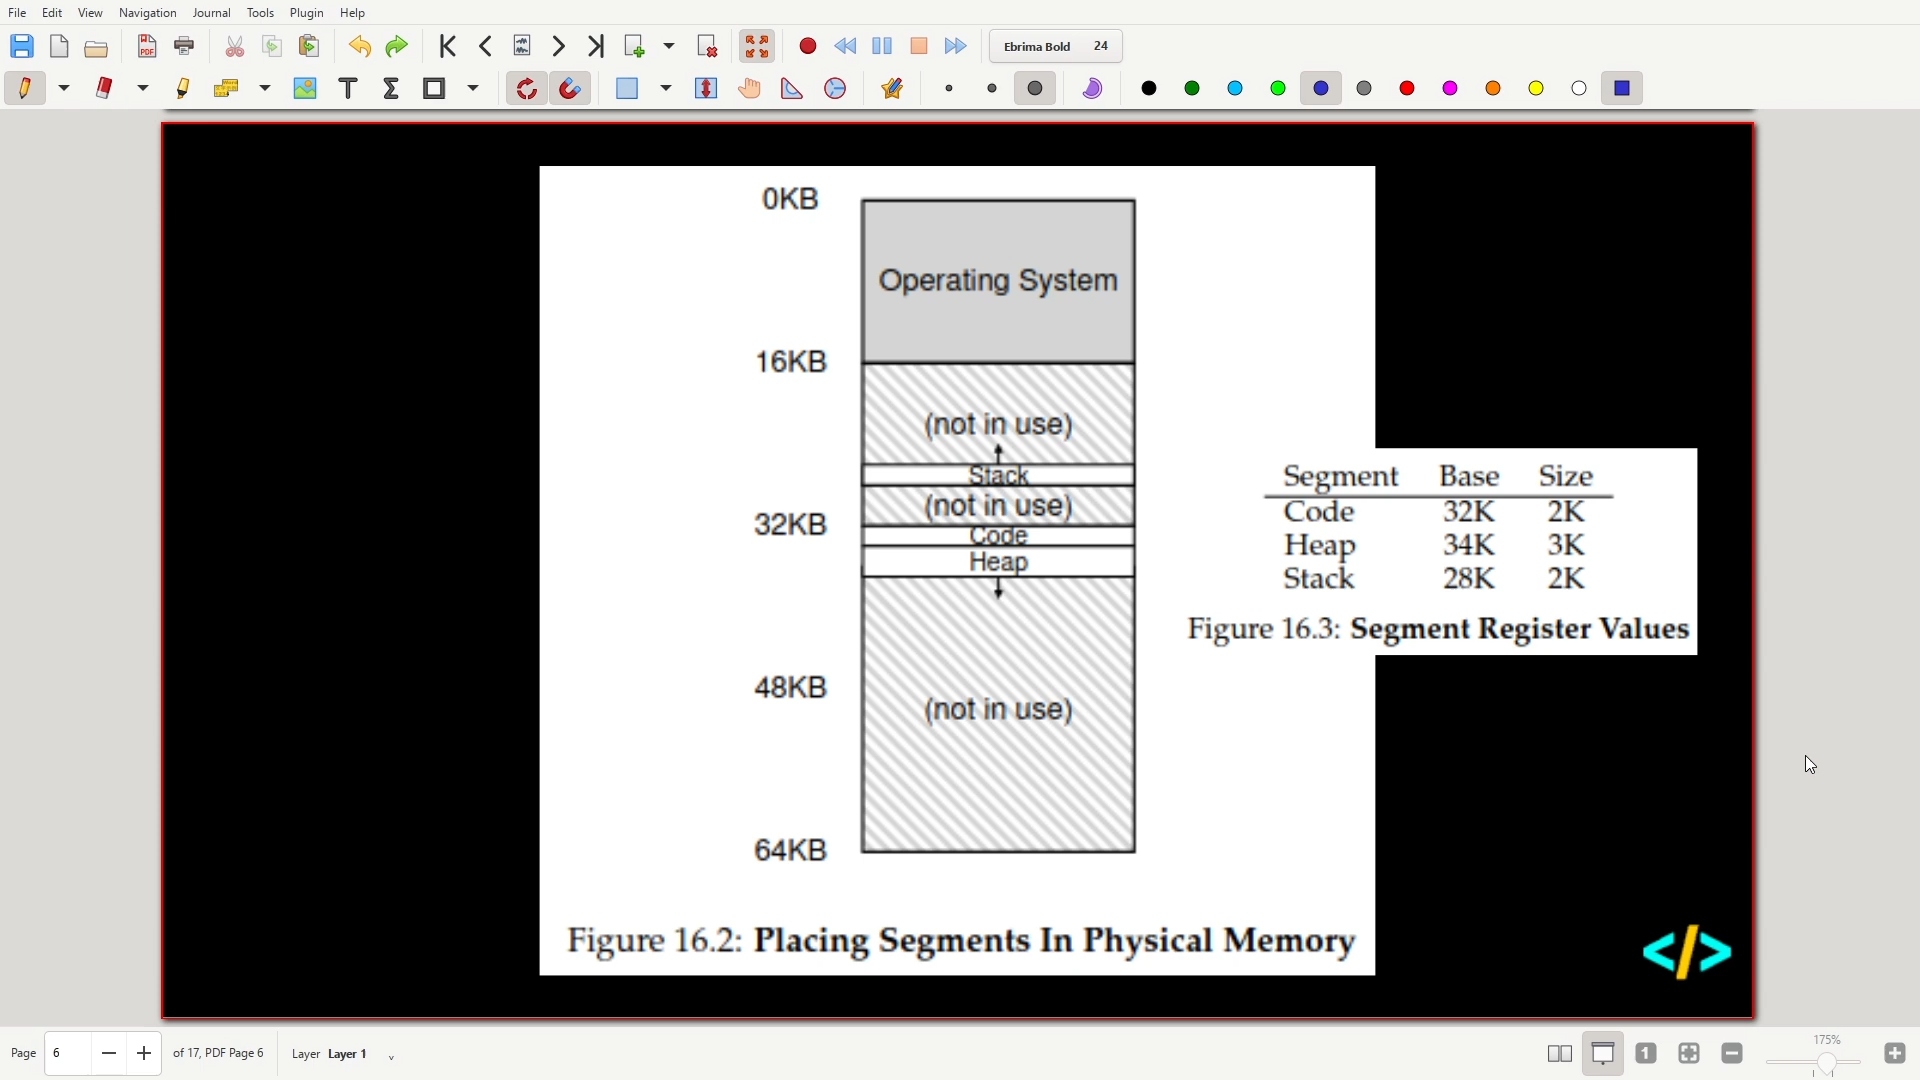 File Edit View Navigation Journal Tools Plugin Help
Ebrima Bold 24
0KB
Operating System
16KB
(not in use)
Stack
(not in use)
32KB
Code
Heap
48KB
(not in use)
64KB
Figure 16.2: Placing Segments In Physical Memory
Segment Base Size
Code 32K 2K
Heap 34K 3K
Stack 28K 2K
Figure 16.3: Segment Register Values
</>
Page 6 of 17, PDF Page 6 Layer Layer 1
175%